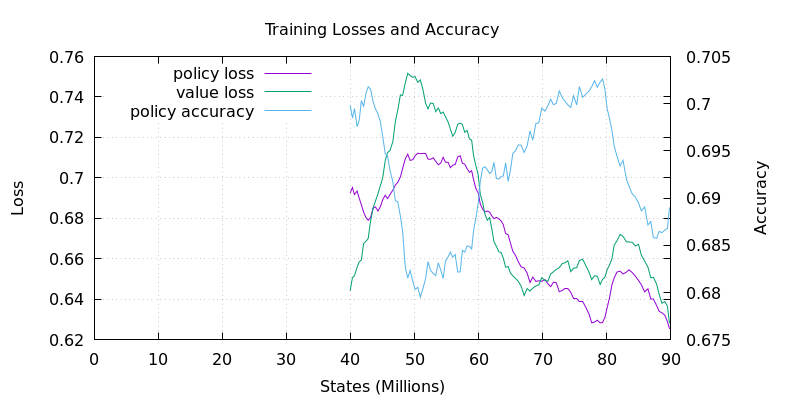 Training Losses and Accuracy
0.76
0.74
0.72
0.7
0.68
0.66
0.64
0.62
Loss
policy loss
value loss
policy accuracy
0.705
0.7
0.695
0.69
0.685
0.68
0.675
Accuracy
0 10 20 30 40 50 60 70 80 90
States (Millions)